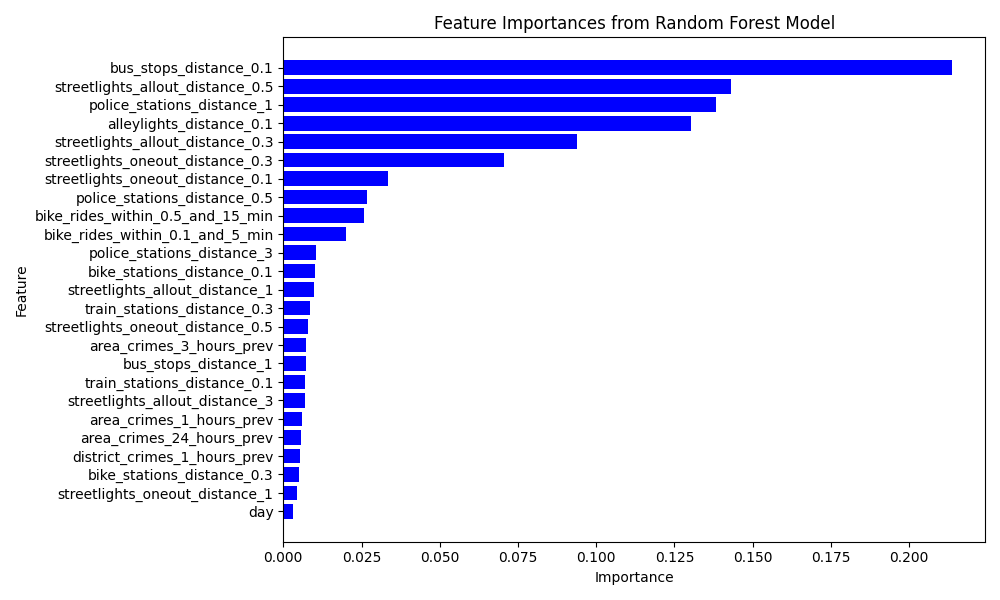 Feature Importances from Random Forest Model
bus_stops_distance_0.1
streetlights_allout_distance_0.5
police_stations_distance_1
alleylights_distance_0.1
streetlights_allout_distance_0.3
streetlights_oneout_distance_0.3
streetlights_oneout_distance_0.1
police_stations_distance_0.5
bike_rides_within_0.5_and_15_min
bike_rides_within_0.1_and_5_min
police_stations_distance_3
bike_stations_distance_0.1
streetlights_allout_distance_1
train_stations_distance_0.3
streetlights_oneout_distance_0.5
area_crimes_3_hours_prev
bus_stops_distance_1
train_stations_distance_0.1
streetlights_allout_distance_3
area_crimes_1_hours_prev
area_crimes_24_hours_prev
district_crimes_1_hours_prev
bike_stations_distance_0.3
streetlights_oneout_distance_1
day
Feature
0.000 0.025 0.050 0.075 0.100 0.125 0.150 0.175 0.200
Importance